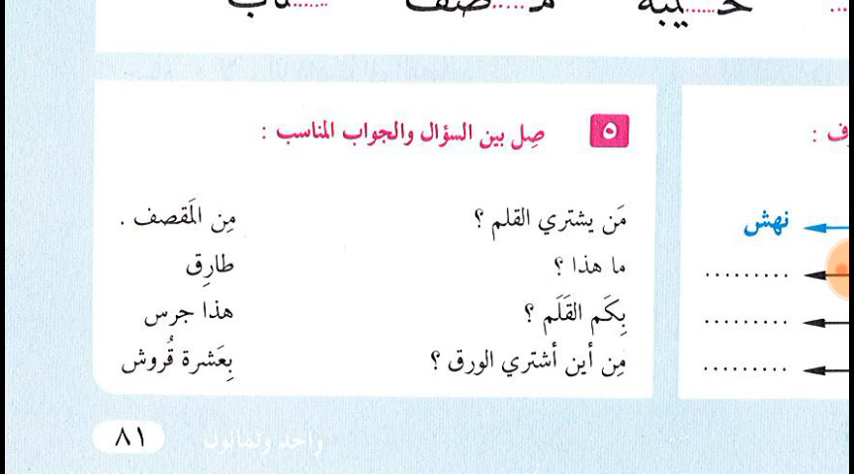 ٥ صِل بين السؤال والجواب المناسب :
مَن يشتري القلم ؟ مِن المَقصف .
ما هذا ؟ طارِق
بِكَم القَلَم ؟ هذا جرس
مِن أين أشتري الورق ؟ بِعَشرة قُروش
نهش
.........
.........
.........
واحد وثمانون ٨١